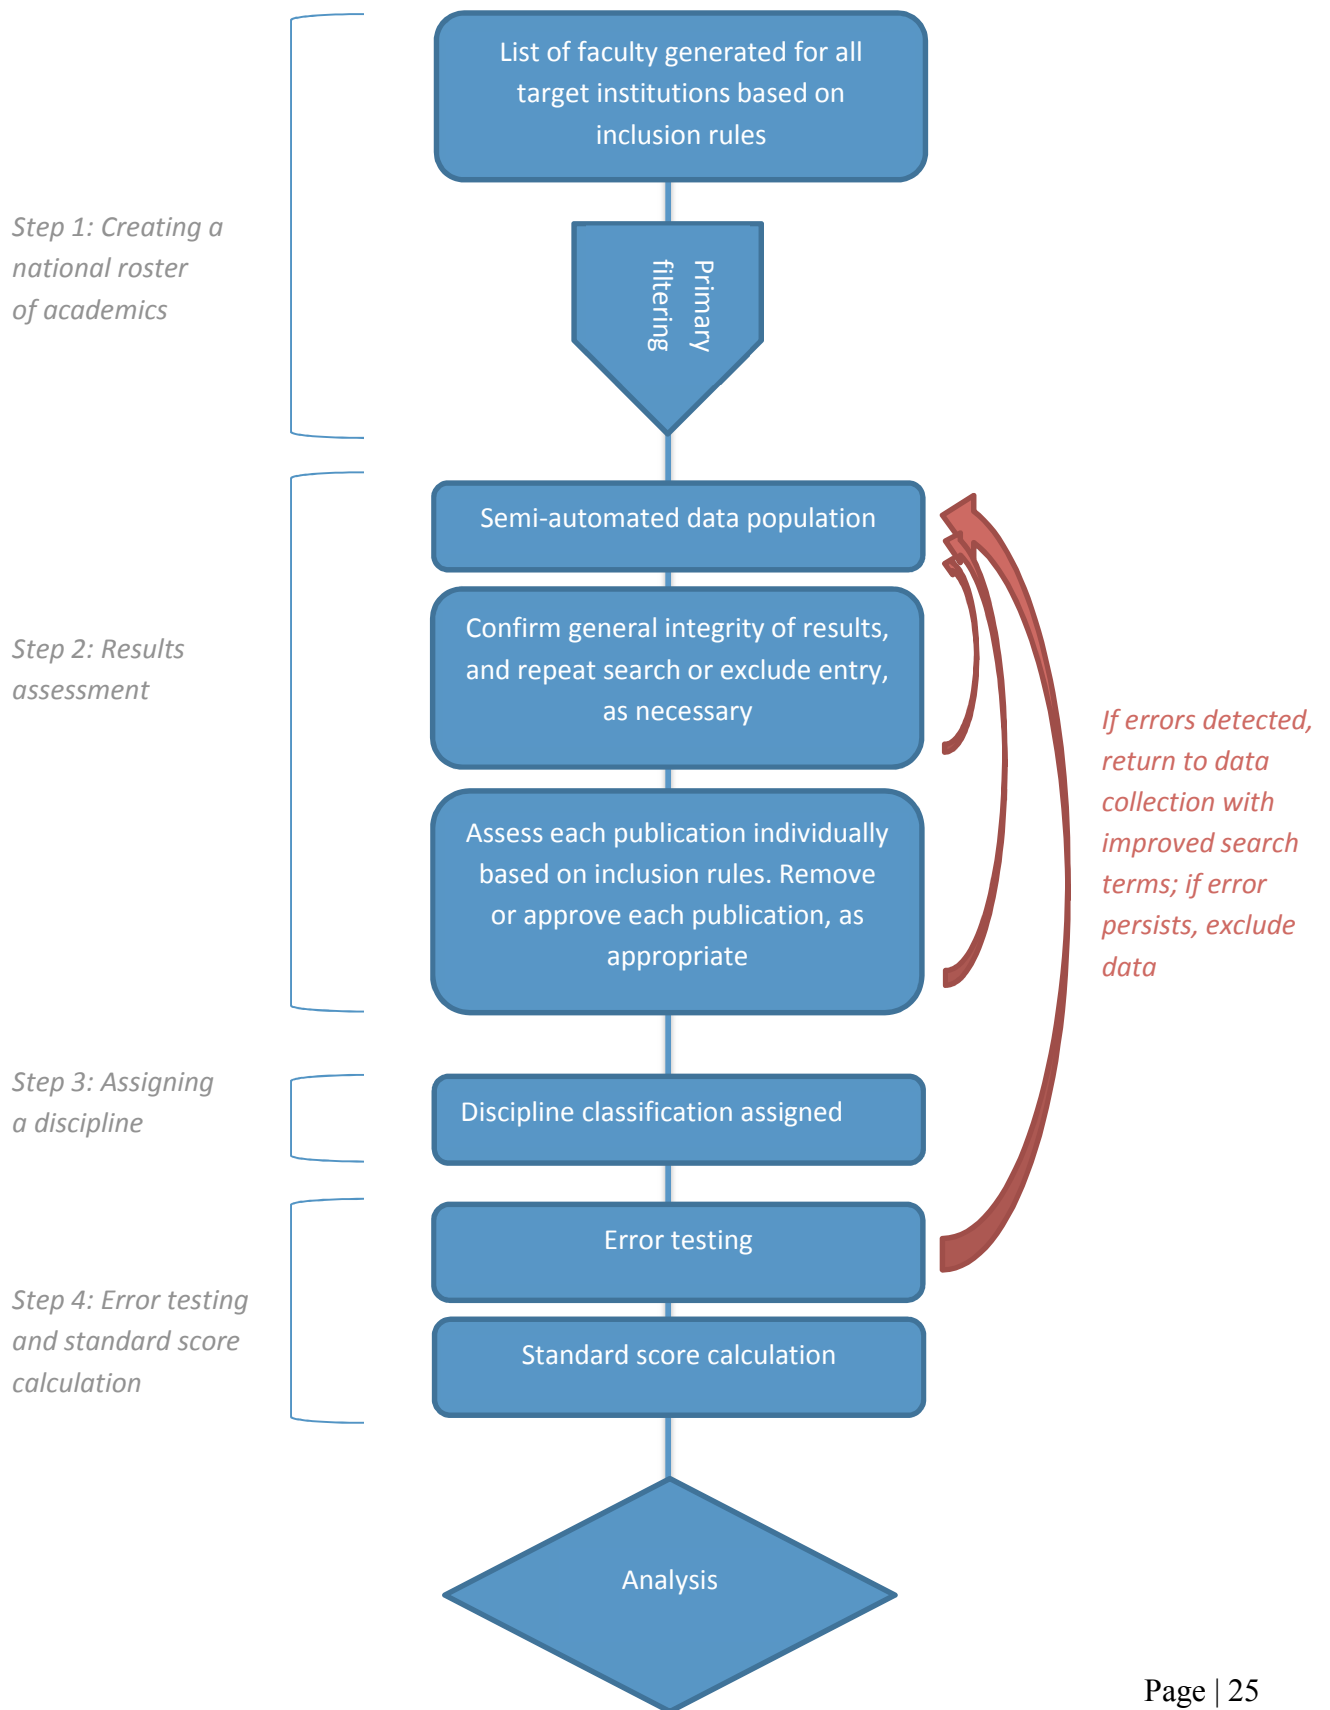 List of faculty generated for all
target institutions based on
inclusion rules
Step 1: Creating a
national roster
of academics
Primary
filtering
Semi-automated data population
Step 2: Results
assessment
Confirm general integrity of results,
and repeat search or exclude entry,
as necessary
Assess each publication individually
based on inclusion rules. Remove
or approve each publication, as
appropriate
If errors detected,
return to data
collection with
improved search
terms; if error
persists, exclude
data
Step 3: Assigning
a discipline
Discipline classification assigned
Step 4: Error testing
and standard score
calculation
Error testing
Standard score calculation
Analysis
Page | 25